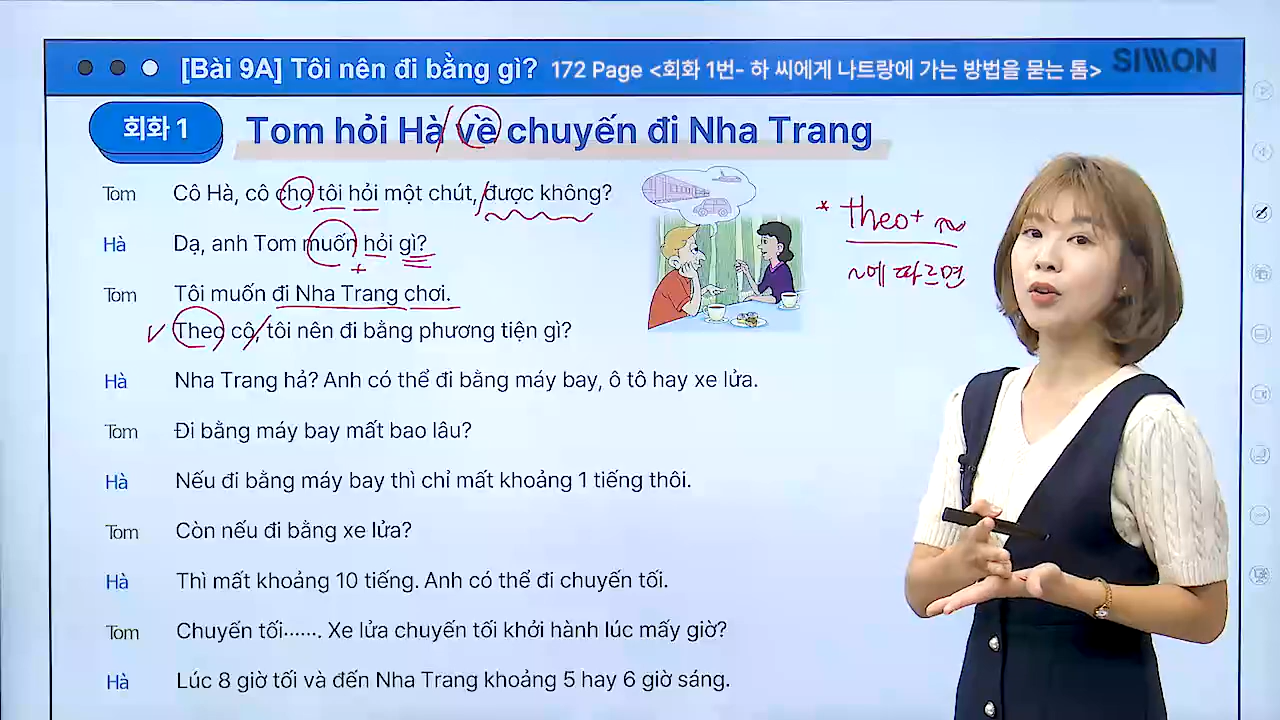 [Bài 9A] Tôi nên đi bằng gì? 172 Page <회화 1번- 하 씨에게 나트랑에 가는 방법을 묻는 톰>
SIWON
회화 1
Tom hỏi Hà về chuyến đi Nha Trang
Tom Cô Hà, cô cho tôi hỏi một chút, được không?
Hà Dạ, anh Tom muốn hỏi gì?
Tom Tôi muốn đi Nha Trang chơi.
Theo cô, tôi nên đi bằng phương tiện gì?
* theo + ~
~에 따르면
Hà Nha Trang hả? Anh có thể đi bằng máy bay, ô tô hay xe lửa.
Tom Đi bằng máy bay mất bao lâu?
Hà Nếu đi bằng máy bay thì chỉ mất khoảng 1 tiếng thôi.
Tom Còn nếu đi bằng xe lửa?
Hà Thì mất khoảng 10 tiếng. Anh có thể đi chuyến tối.
Tom Chuyến tối....... Xe lửa chuyến tối khởi hành lúc mấy giờ?
Hà Lúc 8 giờ tối và đến Nha Trang khoảng 5 hay 6 giờ sáng.